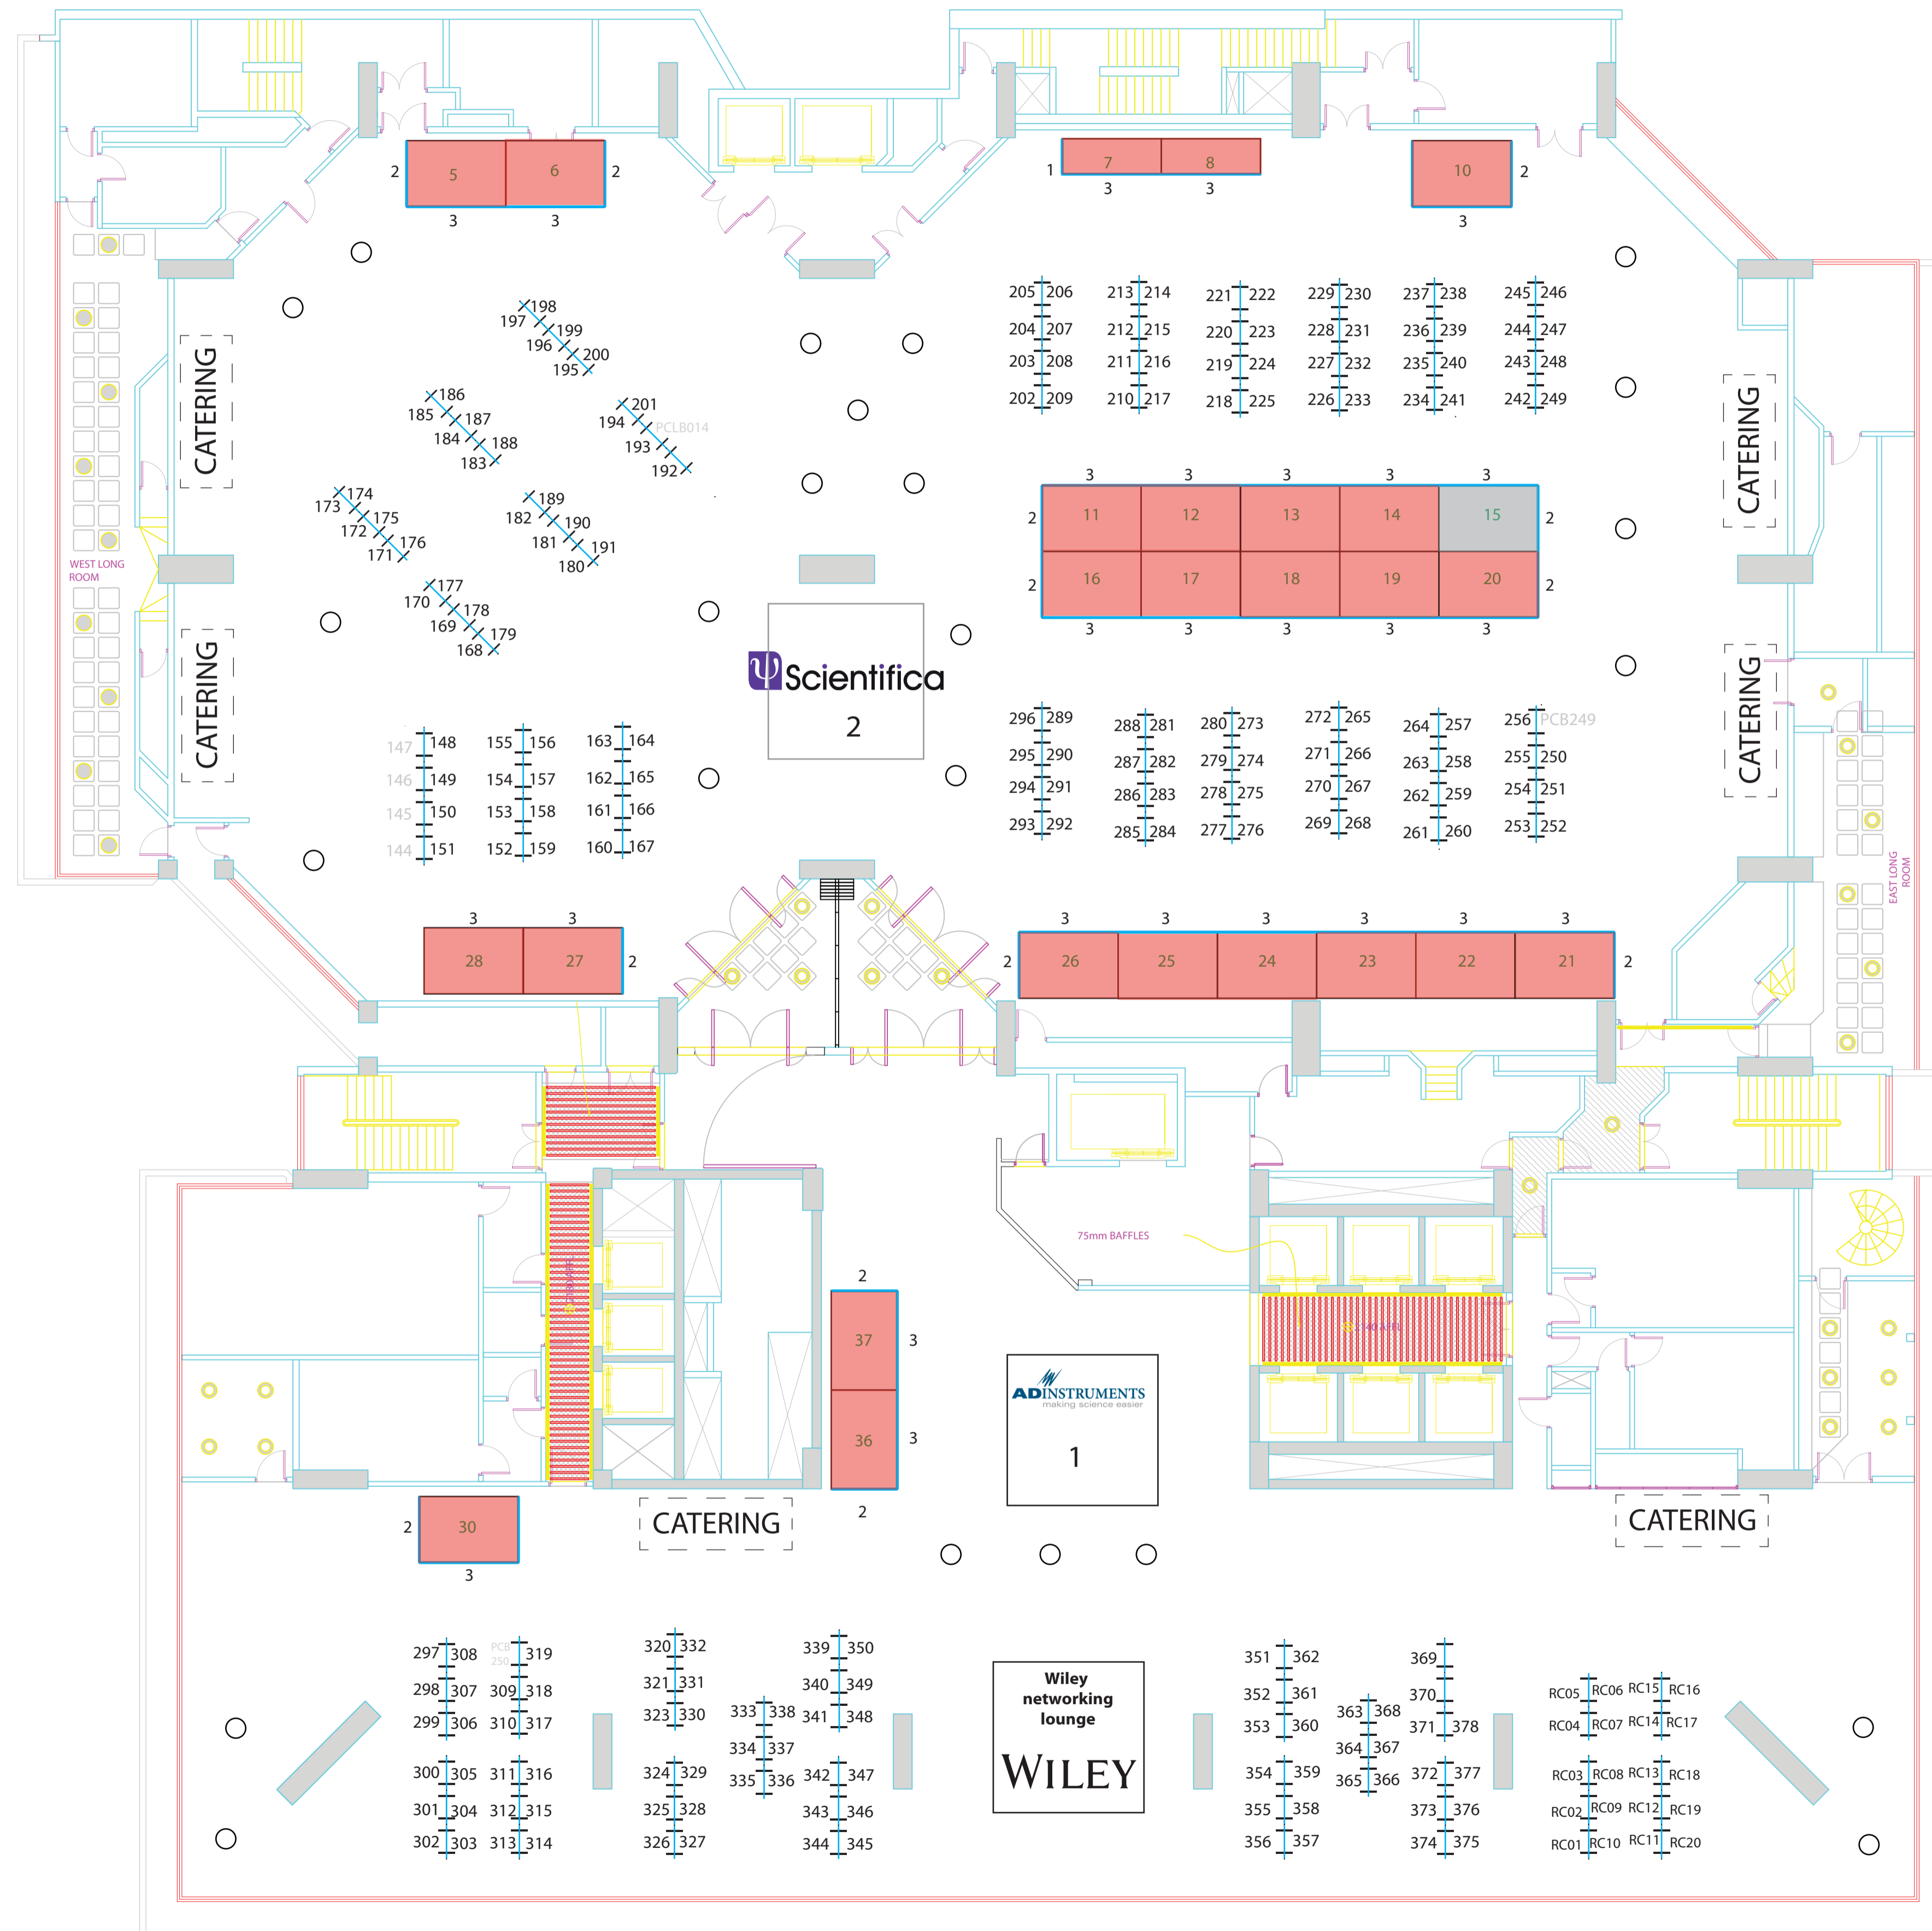 5 6
2 2
3 3
7 8
1
3 3
10
2
3
198
197 199
196 200
195
186
185 187
184 188
183
201
194 PCLB014
193
192
174
173 175
172 176
171
189
182 190
181 191
180
177
170 178
169 179
168
205 206 213 214 221 222 229 230 237 238 245 246
204 207 212 215 220 223 228 231 236 239 244 247
203 208 211 216 219 224 227 232 235 240 243 248
202 209 210 217 218 225 226 233 234 241 242 249
CATERING
CATERING
CATERING
CATERING
WEST LONG
ROOM
3 3 3 3 3
2 11 12 13 14 15 2
2 16 17 18 19 20 2
3 3 3 3 3
Scientifica
2
147 148 155 156 163 164
146 149 154 157 162 165
145 150 153 158 161 166
144 151 152 159 160 167
296 289 288 281 280 273 272 265 264 257 256 PCB249
295 290 287 282 279 274 271 266 263 258 255 250
294 291 286 283 278 275 270 267 262 259 254 251
293 292 285 284 277 276 269 268 261 260 253 252
EAST LONG
ROOM
3 3
28 27 2
3 3 3 3 3 3
2 26 25 24 23 22 21 2
75mm BAFFLES
2
37 3
36 3
2
ADINSTRUMENTS
making science easier
1
2 30
3
CATERING
CATERING
297 308 PCB 319
250
298 307 309 318
299 306 310 317
300 305 311 316
301 304 312 315
302 303 313 314
320 332
321 331
323 330
324 329
325 328
326 327
333 338
334 337
335 336
339 350
340 349
341 348
342 347
343 346
344 345
Wiley
networking
lounge
WILEY
351 362
352 361
353 360
354 359
355 358
356 357
363 368
364 367
365 366
369
370
371 378
372 377
373 376
374 375
RC05 RC06 RC15 RC16
RC04 RC07 RC14 RC17
RC03 RC08 RC13 RC18
RC02 RC09 RC12 RC19
RC01 RC10 RC11 RC20